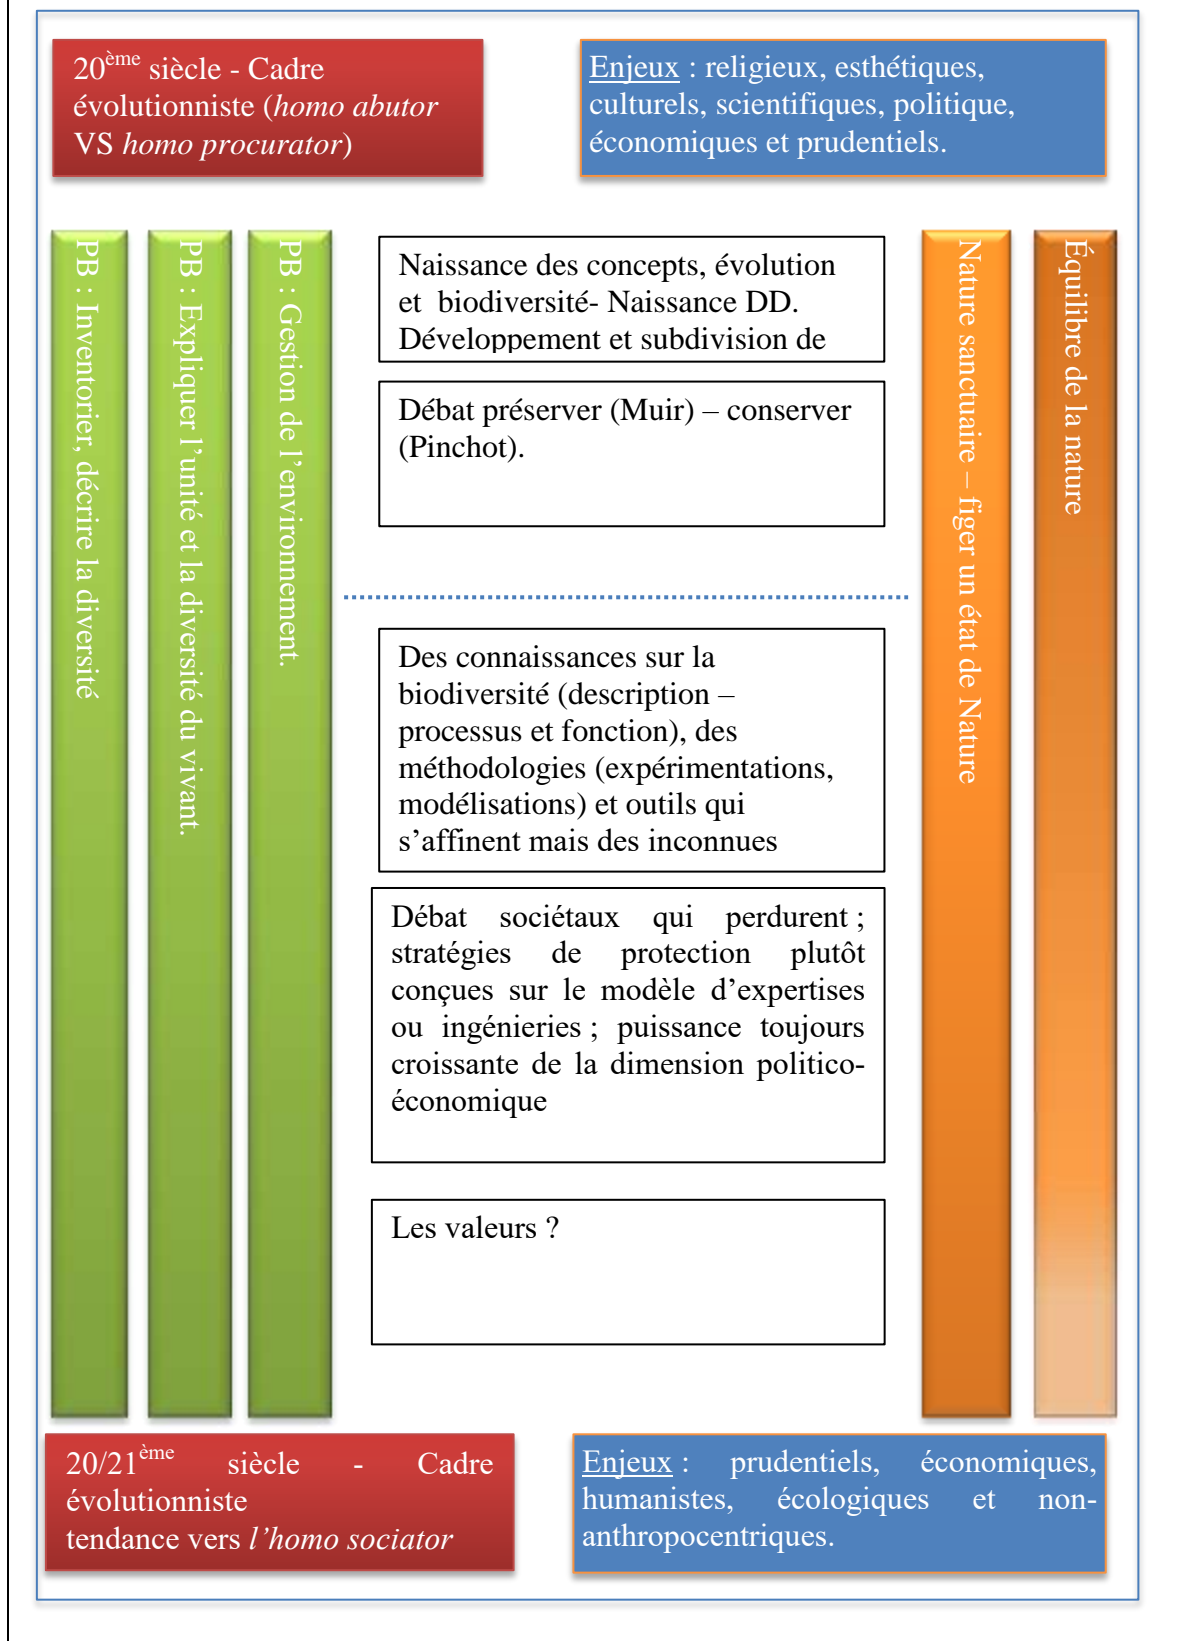 20ème siècle - Cadre
évolutionniste (homo abutor
VS homo procurator)
Enjeux : religieux, esthétiques,
culturels, scientifiques, politique,
économiques et prudentiels.
PB : Inventorier, décrire la diversité
PB : Expliquer l’unité et la diversité du vivant.
PB : Gestion de l’environnement.
Naissance des concepts, évolution
et biodiversité- Naissance DD.
Développement et subdivision de
Débat préserver (Muir) – conserver
(Pinchot).
Des connaissances sur la
biodiversité (description –
processus et fonction), des
méthodologies (expérimentations,
modélisations) et outils qui
s’affinent mais des inconnues
Débat sociétaux qui perdurent ;
stratégies de protection plutôt
conçues sur le modèle d’expertises
ou ingénieries ; puissance toujours
croissante de la dimension politico-
économique
Les valeurs ?
Nature sanctuaire – figer un état de Nature
Équilibre de la nature
20/21ème siècle - Cadre
évolutionniste
tendance vers l’homo sociator
Enjeux : prudentiels, économiques,
humanistes, écologiques et non-
anthropocentriques.